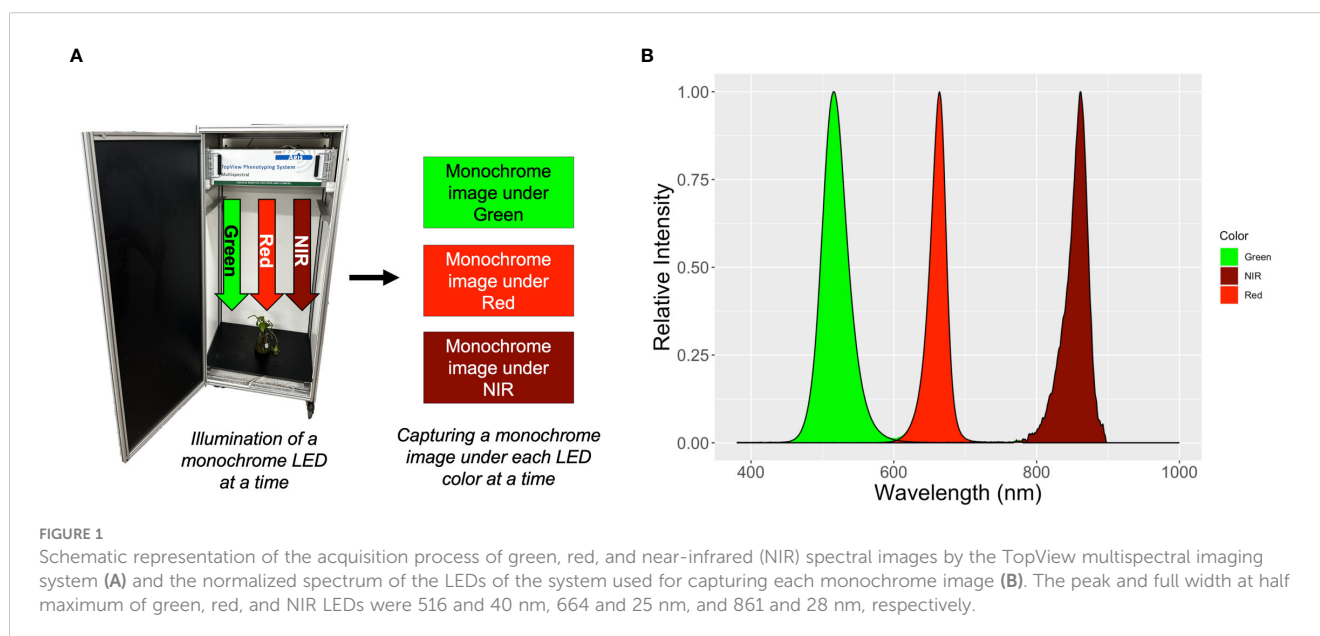 A
Axis
TopView Phenotyping System
Multispectral
Green
Red
NIR
Illumination of a
monochrome LED
at a time
Monochrome
image under
Green
Monochrome
image under
Red
Monochrome
image under
NIR
Capturing a monochrome
image under each LED
color at a time
B
1.00
0.75
0.50
0.25
0.00
Relative Intensity
400
600
800
1000
Wavelength (nm)
Color
Green
NIR
Red
FIGURE 1
Schematic representation of the acquisition process of green, red, and near-infrared (NIR) spectral images by the TopView multispectral imaging
system (A) and the normalized spectrum of the LEDs of the system used for capturing each monochrome image (B). The peak and full width at half
maximum of green, red, and NIR LEDs were 516 and 40 nm, 664 and 25 nm, and 861 and 28 nm, respectively.